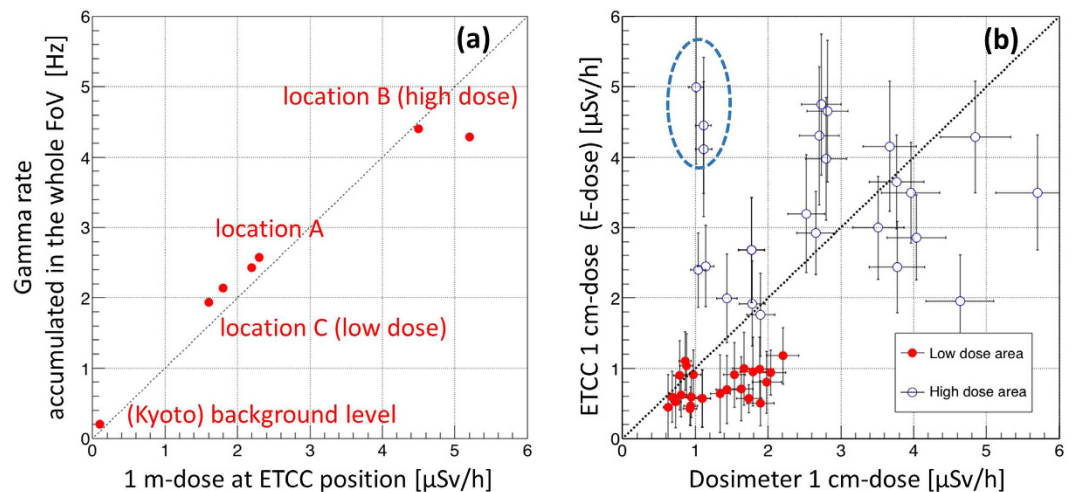 (a)
Gamma rate
accumulated in the whole FoV [Hz]
6
5
4
3
2
1
0
location B (high dose)
location A
location C (low dose)
(Kyoto) background level
0 1 2 3 4 5 6
1 m-dose at ETCC position [µSv/h]
(b)
ETCC 1 cm-dose (E-dose) [µSv/h]
6
5
4
3
2
1
0
Low dose area
High dose area
0 1 2 3 4 5 6
Dosimeter 1 cm-dose [µSv/h]